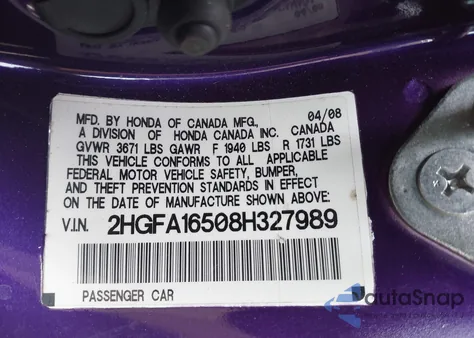 MFD. BY HONDA OF CANADA MFG., 04/08
A DIVISION OF HONDA CANADA INC. CANADA
GVWR 3671 LBS GAWR F 1940 LBS R 1731 LBS
THIS VEHICLE CONFORMS TO ALL APPLICABLE
FEDERAL MOTOR VEHICLE SAFETY, BUMPER,
AND THEFT PREVENTION STANDARDS IN EFFECT
ON THE DATE OF MANUFACTURE SHOWN ABOVE:
V.I.N. 2HGFA16508H327989
PASSENGER CAR
autaSnap